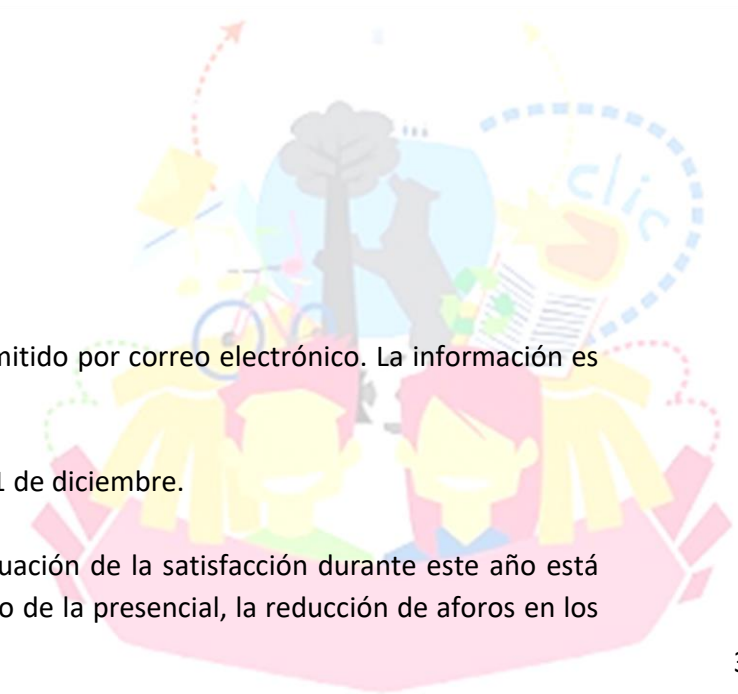 clic
mitido por correo electrónico. La información es
1 de diciembre.
uación de la satisfacción durante este año está
o de la presencial, la reducción de aforos en los
3